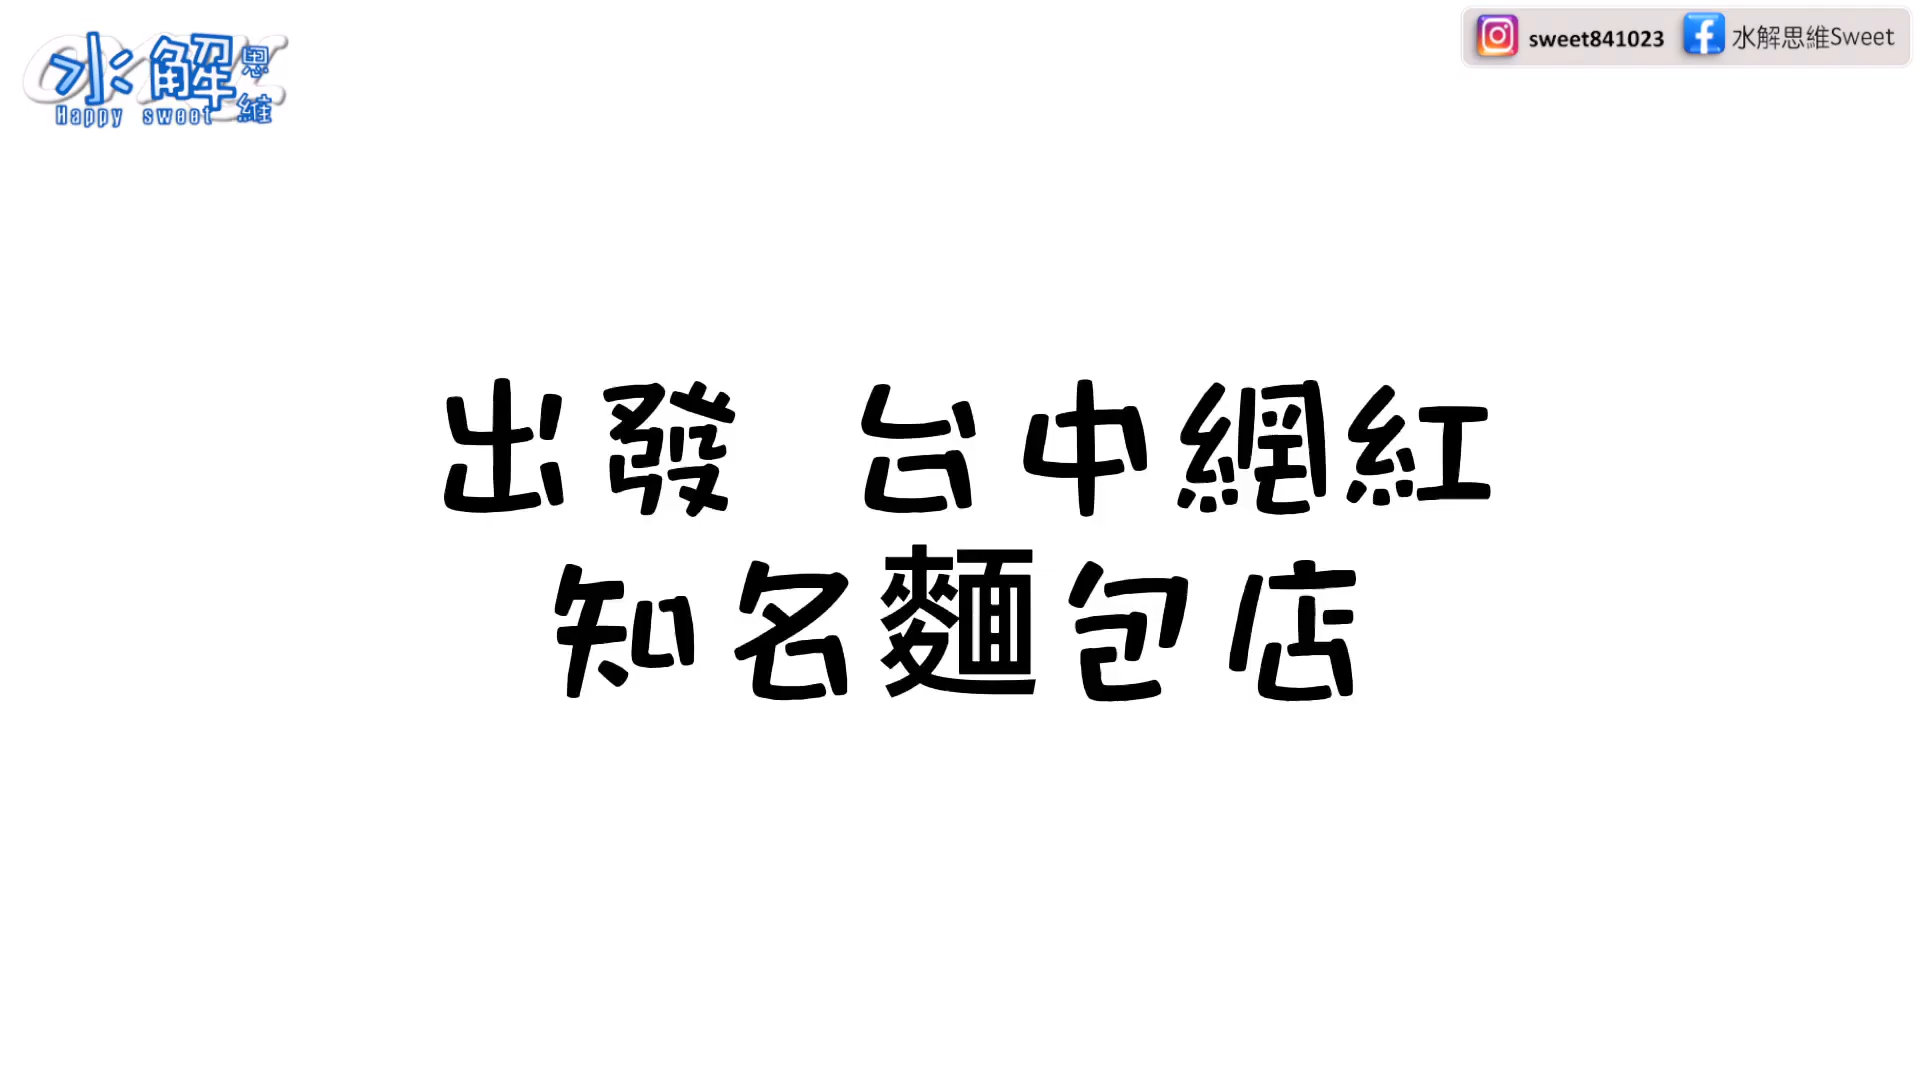 水解思維
Happy sweet
sweet841023
水解思維Sweet
出發 台中網紅
知名麵包店